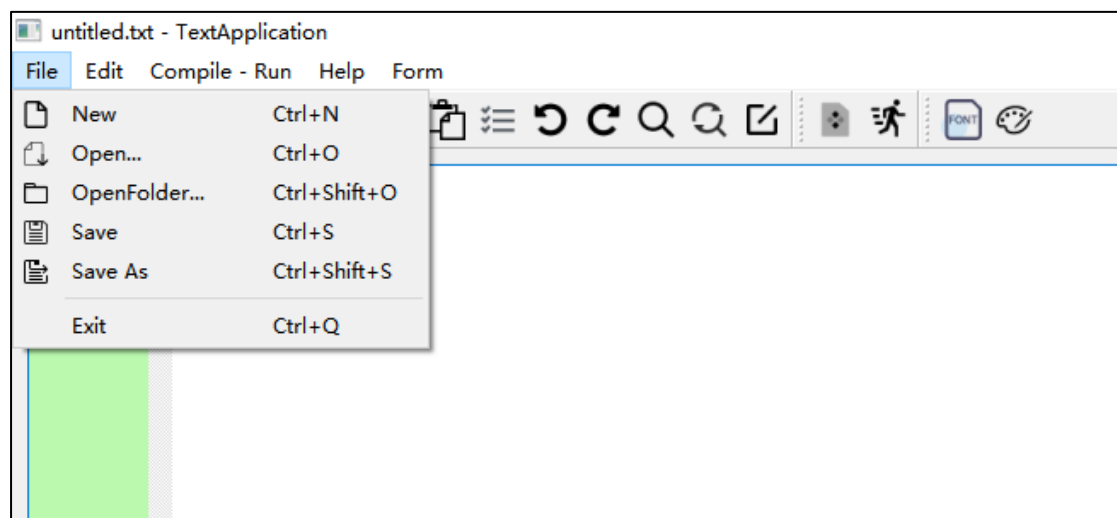 untitled.txt - TextApplication
File Edit Compile - Run Help Form
New Ctrl+N
Open... Ctrl+O
OpenFolder... Ctrl+Shift+O
Save Ctrl+S
Save As Ctrl+Shift+S
Exit Ctrl+Q
FONT